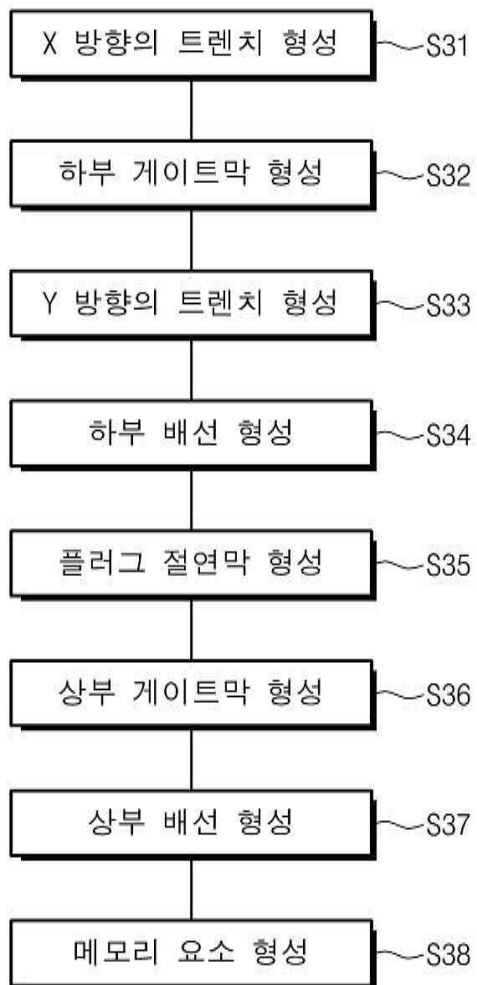 X 방향의 트렌치 형성 S31
하부 게이트막 형성 S32
Y 방향의 트렌치 형성 S33
하부 배선 형성 S34
플러그 절연막 형성 S35
상부 게이트막 형성 S36
상부 배선 형성 S37
메모리 요소 형성 S38